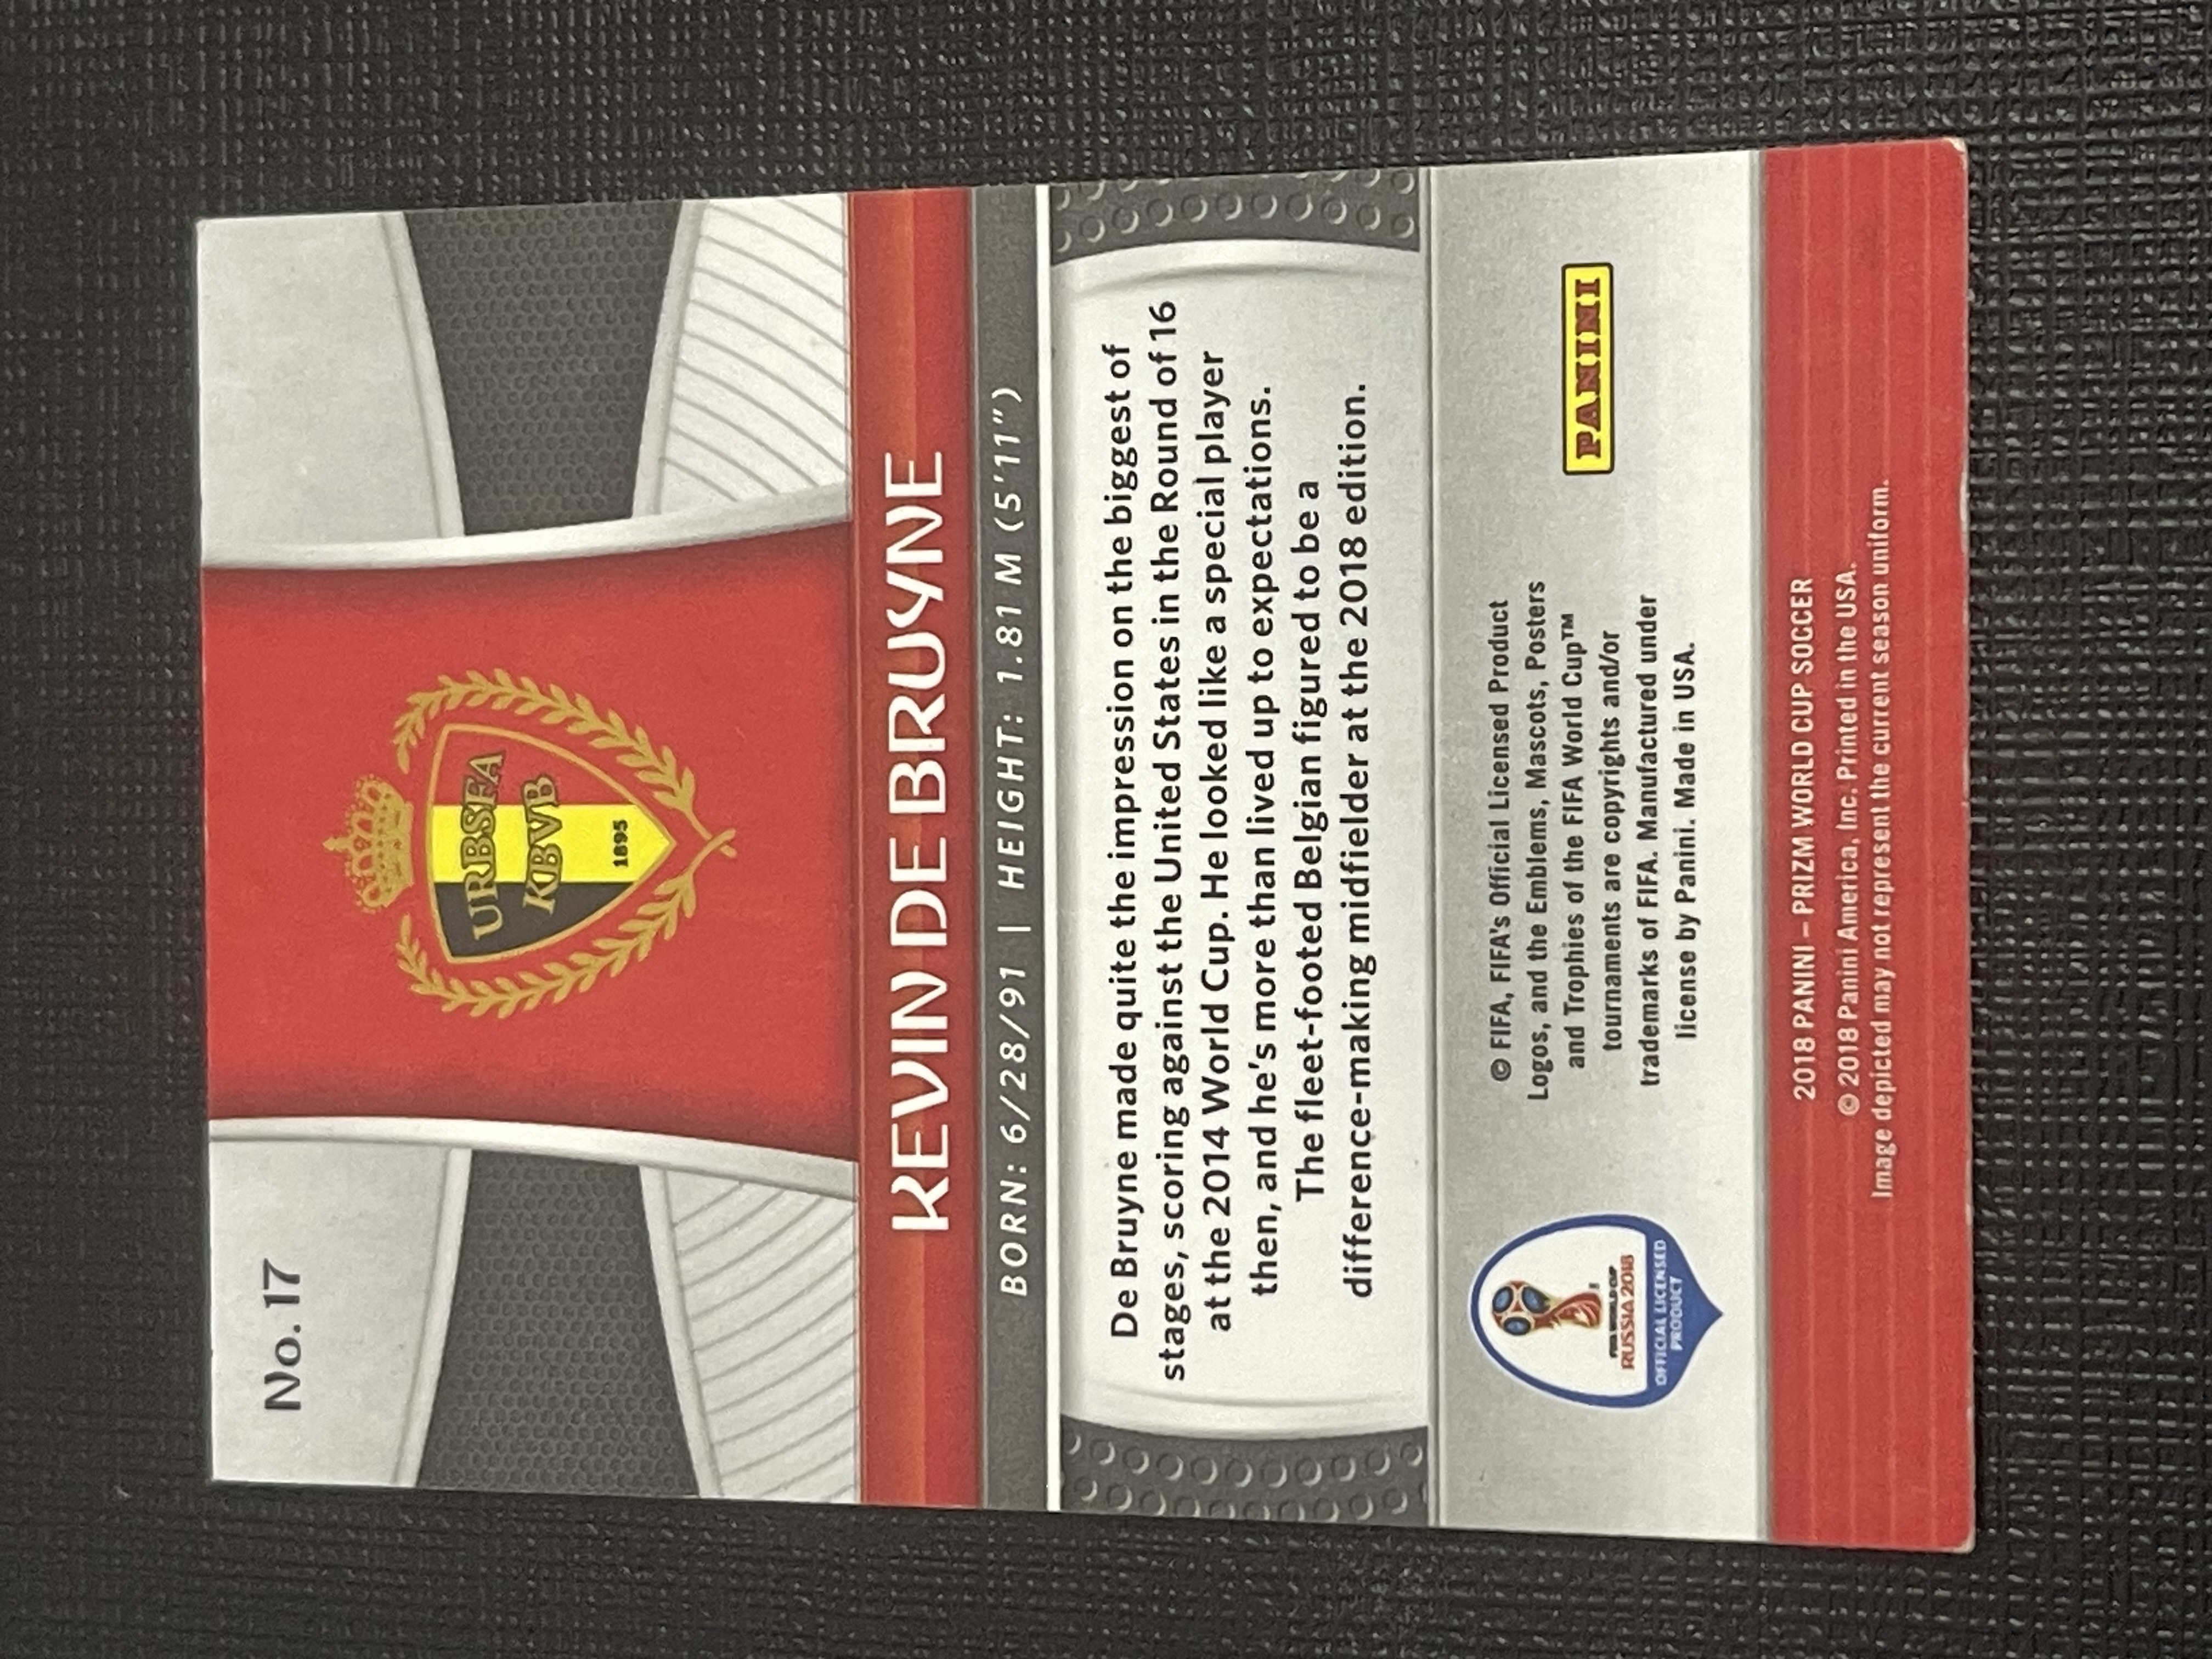 No. 17
URBSFA
KBVB
1895
KEVIN DE BRUYNE
BORN: 6/28/91 | HEIGHT: 1.81 M (5'11")
De Bruyne made quite the impression on the biggest of
stages, scoring against the United States in the Round of 16
at the 2014 World Cup. He looked like a special player
then, and he's more than lived up to expectations.
The fleet-footed Belgian figured to be a
difference-making midfielder at the 2018 edition.
FIFA WORLD CUP
RUSSIA 2018
OFFICIAL LICENSED
PRODUCT
© FIFA, FIFA's Official Licensed Product
Logos, and the Emblems, Mascots, Posters
and Trophies of the FIFA World Cup™
tournaments are copyrights and/or
trademarks of FIFA. Manufactured under
license by Panini. Made in USA.
PANINI
2018 PANINI – PRIZM WORLD CUP SOCCER
© 2018 Panini America, Inc. Printed in the USA.
Image depicted may not represent the current season uniform.